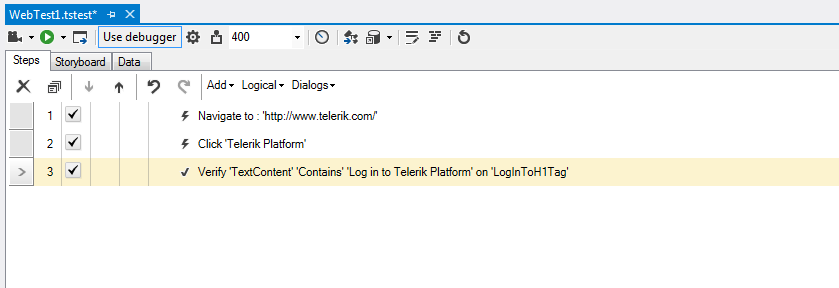 WebTest1.tstest*
Use debugger 400
Steps Storyboard Data
Add Logical Dialogs
1 Navigate to : 'http://www.telerik.com/'
2 Click 'Telerik Platform'
3 Verify 'TextContent' 'Contains' 'Log in to Telerik Platform' on 'LogInToH1Tag'